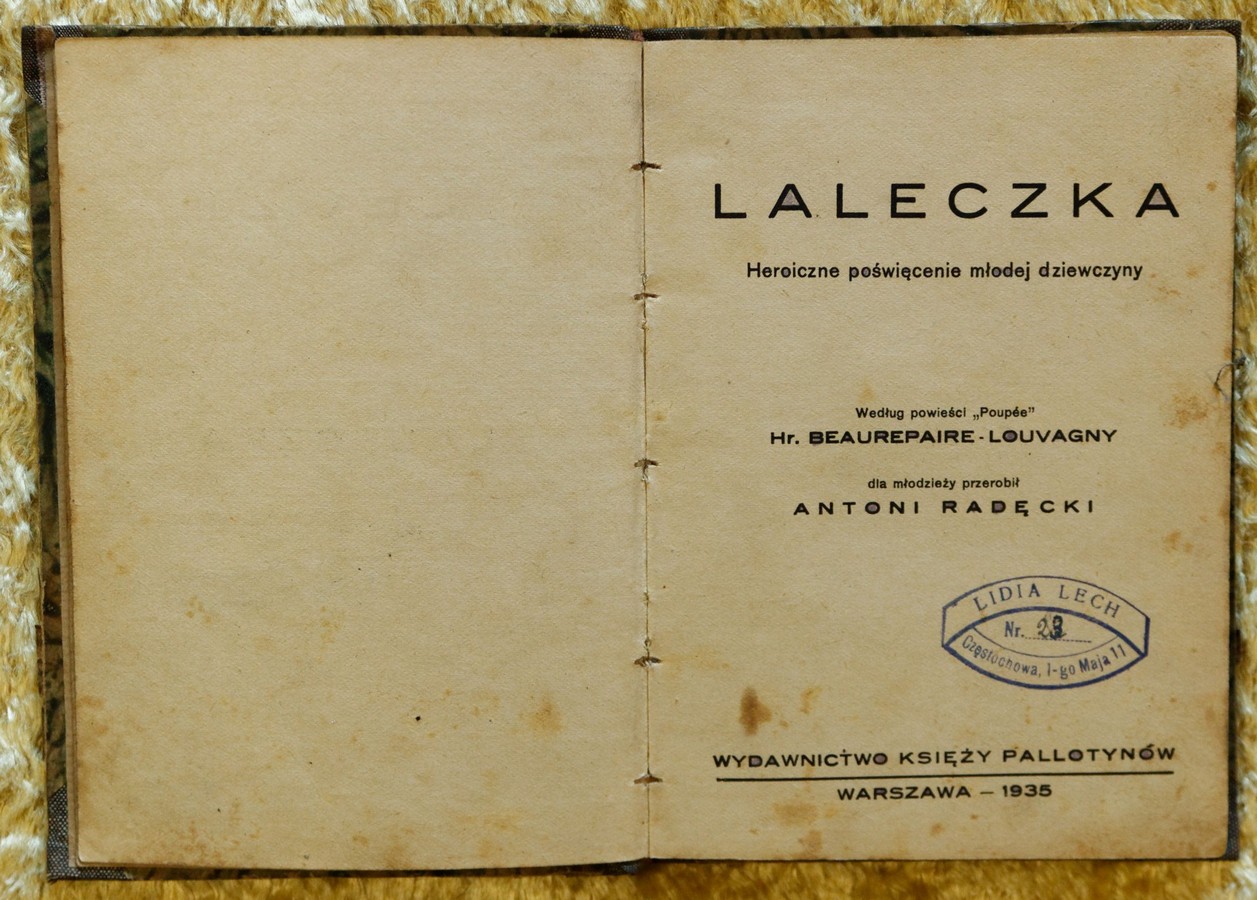 LALECZKA
Heroiczne poświęcenie młodej dziewczyny
Według powieści „Poupée”
Hr. BEAUREPAIRE-LOUVAGNY
dla młodzieży przerobił
ANTONI RADĘCKI
LIDIA LECH
Nr. 23
Częstochowa, 1-go Maja 11
WYDAWNICTWO KSIĘŻY PALLOTYNÓW
WARSZAWA – 1935